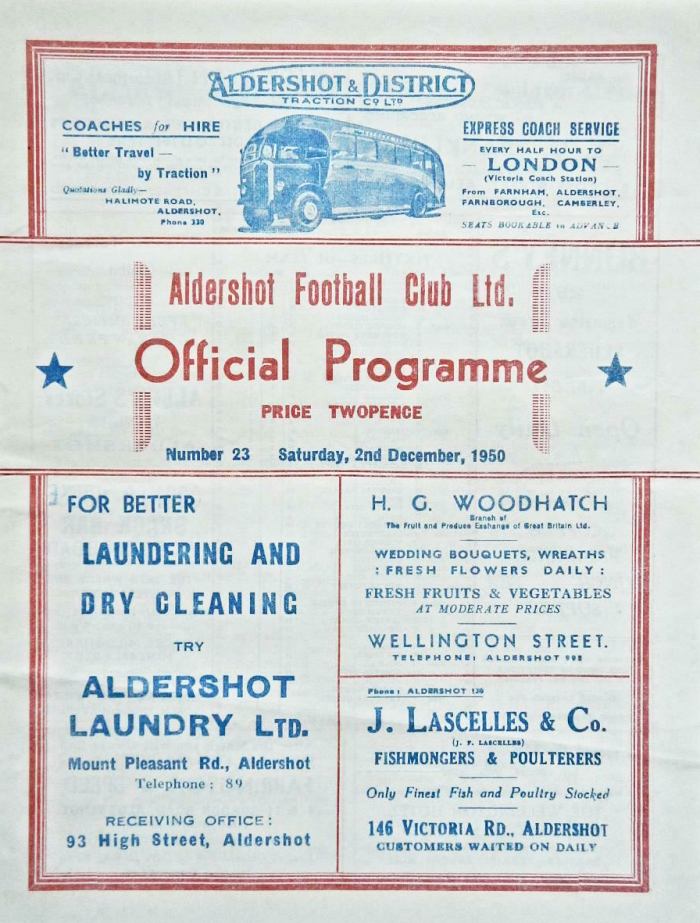 ALDERSHOT & DISTRICT
TRACTION CO LTD
COACHES for HIRE
"Better Travel —
by Traction"
Quotations Gladly—
HALIMOTE ROAD,
ALDERSHOT,
Phone 330
EXPRESS COACH SERVICE
EVERY HALF HOUR TO
— LONDON —
(Victoria Coach Station)
From FARNHAM, ALDERSHOT,
FARNBOROUGH, CAMBERLEY,
Etc.
SEATS BOOKABLE in ADVANCE
Aldershot Football Club Ltd.
Official Programme
PRICE TWOPENCE
Number 23 Saturday, 2nd December, 1950
FOR BETTER
LAUNDERING AND
DRY CLEANING
TRY
ALDERSHOT
LAUNDRY LTD.
Mount Pleasant Rd., Aldershot
Telephone: 89
RECEIVING OFFICE:
93 High Street, Aldershot
H. G. WOODHATCH
Branch of
The Fruit and Produce Exchange of Great Britain Ltd.
WEDDING BOUQUETS, WREATHS
: FRESH FLOWERS DAILY :
FRESH FRUITS & VEGETABLES
AT MODERATE PRICES
WELLINGTON STREET.
TELEPHONE: ALDERSHOT 998
Phone: ALDERSHOT 130
J. LASCELLES & Co.
(J. F. LASCELLES)
FISHMONGERS & POULTERERS
Only Finest Fish and Poultry Stocked
146 VICTORIA RD., ALDERSHOT
CUSTOMERS WAITED ON DAILY